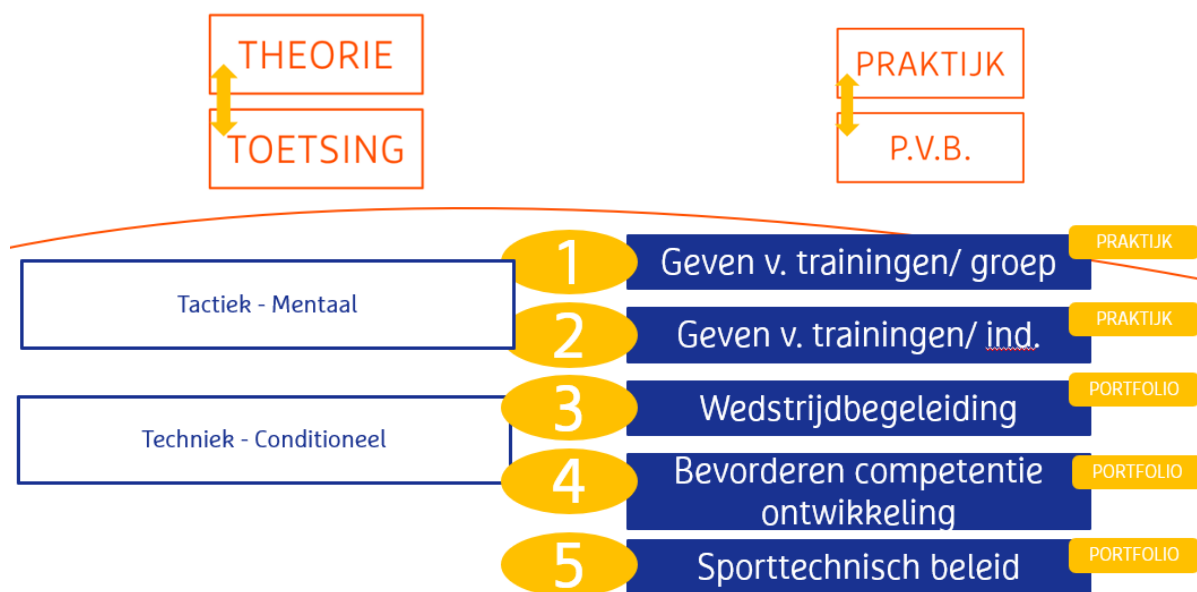 THEORIE
TOETSING
PRAKTIJK
P.V.B.
Tactiek - Mentaal
Techniek - Conditioneel
1
Geven v. trainingen/ groep
PRAKTIJK
2
Geven v. trainingen/ ind.
PRAKTIJK
3
Wedstrijdbegeleiding
PORTFOLIO
4
Bevorderen competentie
ontwikkeling
PORTFOLIO
5
Sporttechnisch beleid
PORTFOLIO